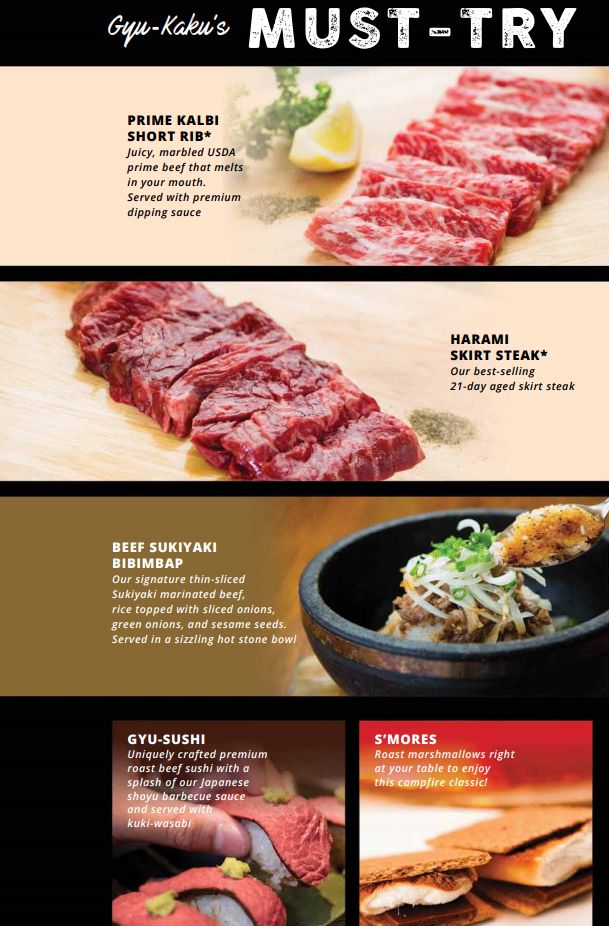 Gyu-Kaku's MUST-TRY
PRIME KALBI
SHORT RIB*
Juicy, marbled USDA
prime beef that melts
in your mouth.
Served with premium
dipping sauce
HARAMI
SKIRT STEAK*
Our best-selling
21-day aged skirt steak
BEEF SUKIYAKI
BIBIMBAP
Our signature thin-sliced
Sukiyaki marinated beef,
rice topped with sliced onions,
green onions, and sesame seeds.
Served in a sizzling hot stone bowl
GYU-SUSHI
Uniquely crafted premium
roast beef sushi with a
splash of our Japanese
shoyu barbecue sauce
and served with
kuki-wasabi
S'MORES
Roast marshmallows right
at your table to enjoy
this campfire classic!